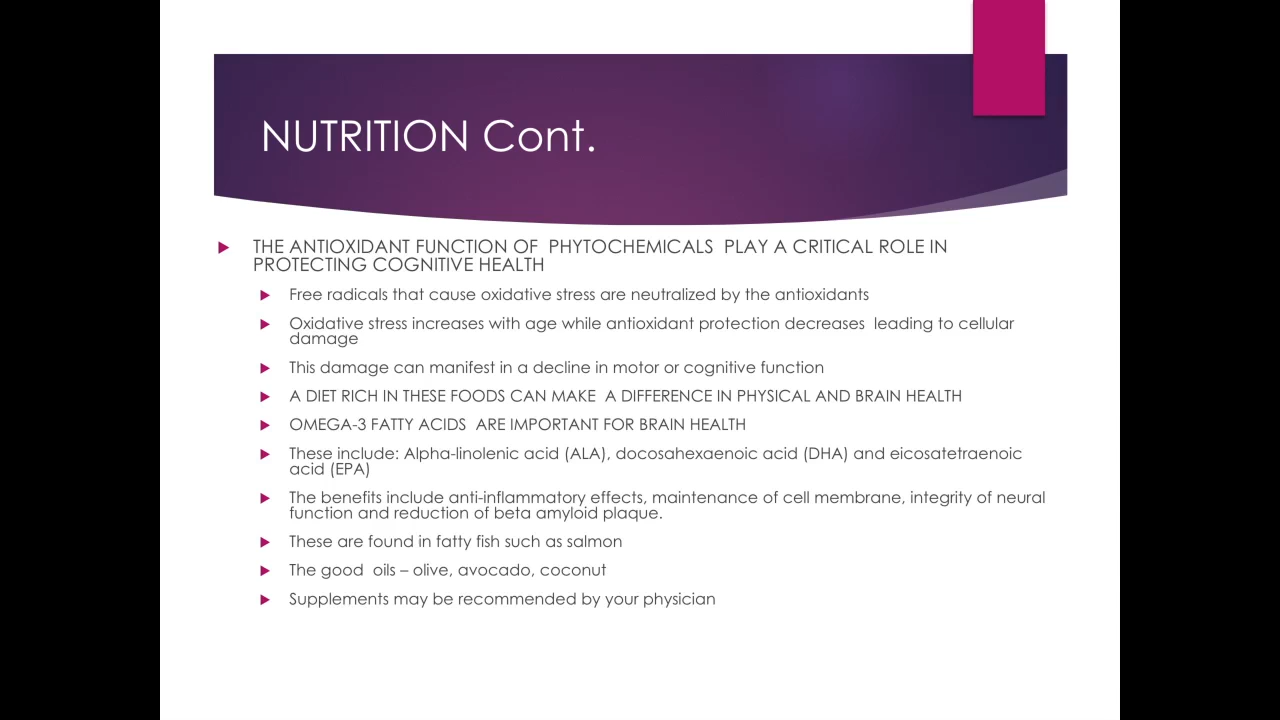 NUTRITION Cont.
THE ANTIOXIDANT FUNCTION OF PHYTOCHEMICALS PLAY A CRITICAL ROLE IN
PROTECTING COGNITIVE HEALTH
Free radicals that cause oxidative stress are neutralized by the antioxidants
Oxidative stress increases with age while antioxidant protection decreases leading to cellular
damage
This damage can manifest in a decline in motor or cognitive function
A DIET RICH IN THESE FOODS CAN MAKE A DIFFERENCE IN PHYSICAL AND BRAIN HEALTH
OMEGA-3 FATTY ACIDS ARE IMPORTANT FOR BRAIN HEALTH
These include: Alpha-linolenic acid (ALA), docosahexaenoic acid (DHA) and eicosatetraenoic
acid (EPA)
The benefits include anti-inflammatory effects, maintenance of cell membrane, integrity of neural
function and reduction of beta amyloid plaque.
These are found in fatty fish such as salmon
The good oils – olive, avocado, coconut
Supplements may be recommended by your physician